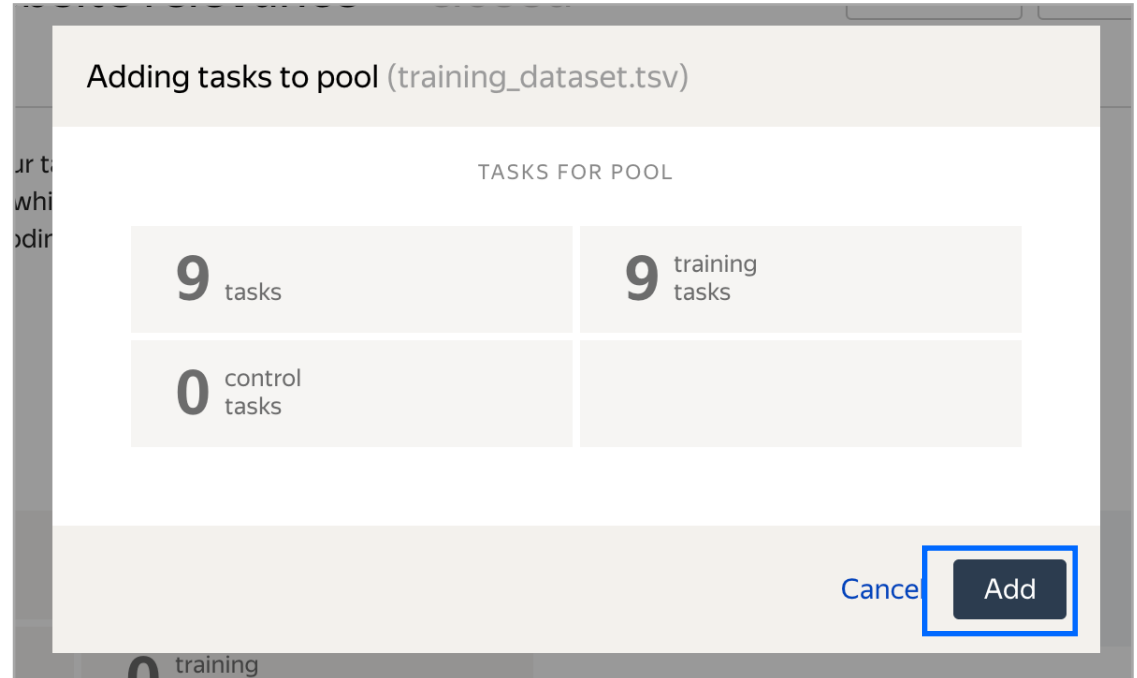 Adding tasks to pool (training_dataset.tsv)
TASKS FOR POOL
9 tasks
9 training
tasks
0 control
tasks
Cancel
Add
0 training